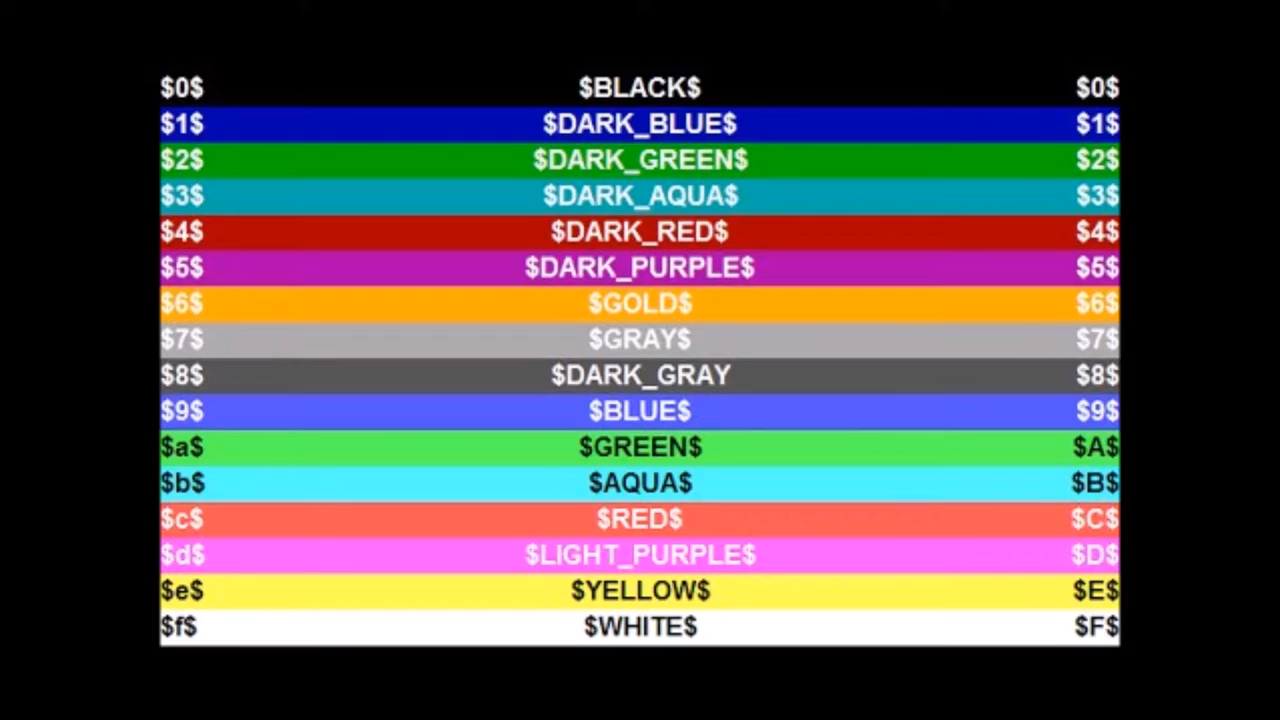 $0$ $BLACK$ $0$
$1$ $DARK_BLUE$ $1$
$2$ $DARK_GREEN$ $2$
$3$ $DARK_AQUA$ $3$
$4$ $DARK_RED$ $4$
$5$ $DARK_PURPLE$ $5$
$6$ $GOLD$ $6$
$7$ $GRAY$ $7$
$8$ $DARK_GRAY $8$
$9$ $BLUE$ $9$
$a$ $GREEN$ $A$
$b$ $AQUA$ $B$
$c$ $RED$ $C$
$d$ $LIGHT_PURPLE$ $D$
$e$ $YELLOW$ $E$
$f$ $WHITE$ $F$